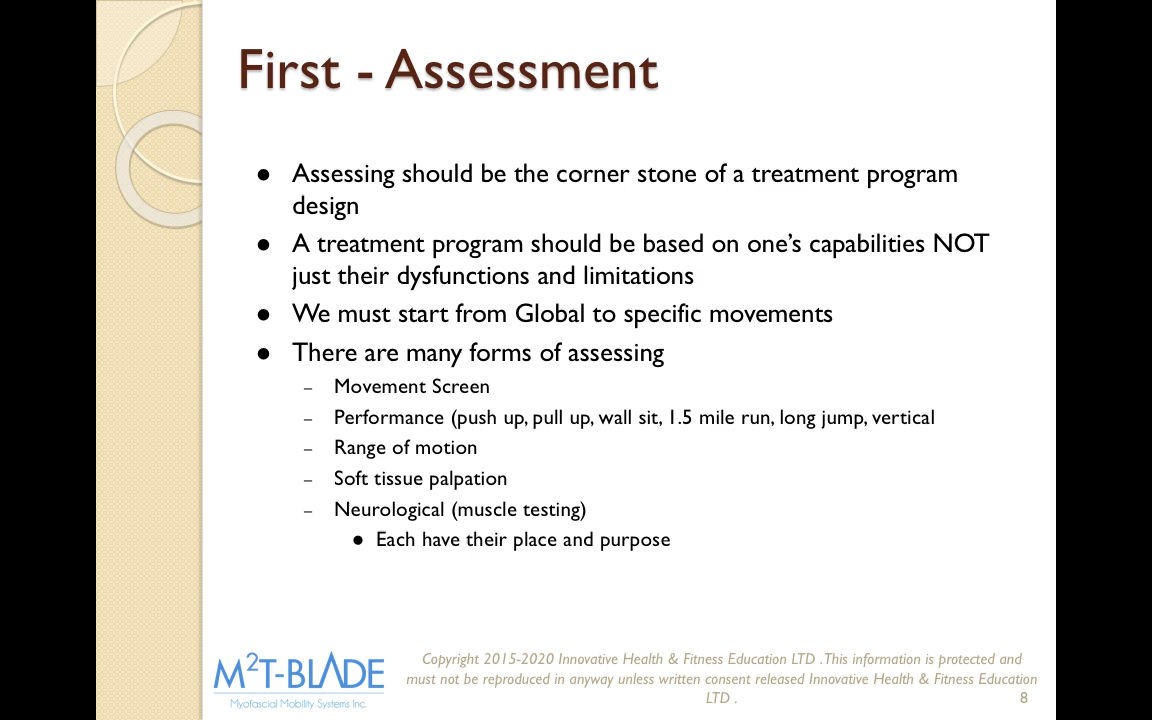 First - Assessment
● Assessing should be the corner stone of a treatment program
design
● A treatment program should be based on one’s capabilities NOT
just their dysfunctions and limitations
● We must start from Global to specific movements
● There are many forms of assessing
– Movement Screen
– Performance (push up, pull up, wall sit, 1.5 mile run, long jump, vertical
– Range of motion
– Soft tissue palpation
– Neurological (muscle testing)
● Each have their place and purpose
M²T-BLADE
Myofascial Mobility Systems Inc.
Copyright 2015-2020 Innovative Health & Fitness Education LTD .This information is protected and
must not be reproduced in anyway unless written consent released Innovative Health & Fitness Education
LTD .
8